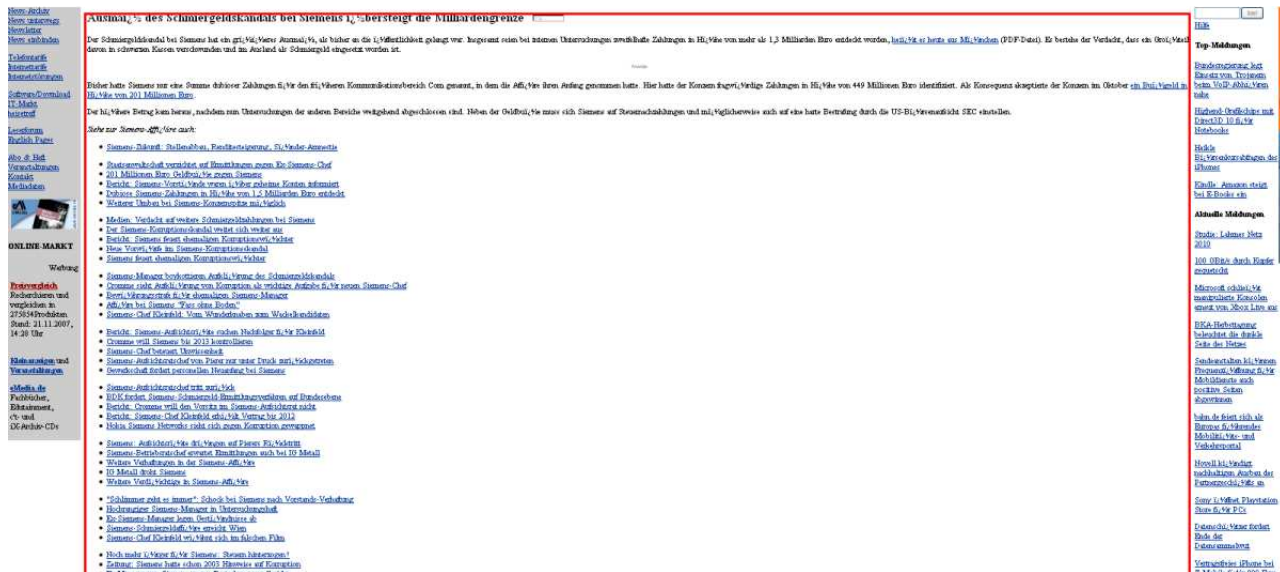 News-Archiv
News unterwegs
Newsletter
News einbinden
Telefontarife
Internettarife
Internetstörungen
Software/Download
IT-Markt
heisetreff
Leserforum
English Pages
Abo & Heft
Veranstaltungen
Kontakt
Mediadaten
ONLINE-MARKT
Werbung
Preisvergleich
Recherchieren und
vergleichen in
Stand: 21.11.2007,
14:20 Uhr
Kleinanzeigen und
Veranstaltungen
eMedia.de
Fachbücher,
Edutainment,
c't- und
iX-Archiv-CDs
Ausmaï¿½ des Schmiergeldskandals bei Siemens ï¿½bersteigt die Milliardengrenze
Der Schmiergeldskandal bei Siemens hat ein grï¿½ï¿½eres Ausmaï¿½, als bisher an die ï¿½ffentlichkeit gelangt war. Insgesamt seien bei internen Untersuchungen zweifelhafte Zahlungen in Hï¿½he von mehr als 1,3 Milliarden Euro entdeckt worden, heiï¿½t es heute aus Mï¿½nchen (PDF-Datei). Es bestehe der Verdacht, dass ein Groï¿½teil
davon in schwarzen Kassen verschwunden und im Ausland als Schmiergeld eingesetzt worden ist.
Anzeige
Bisher hatte Siemens nur eine Summe dubioser Zahlungen fï¿½r den frï¿½heren Kommunikationsbereich Com genannt, in dem die Affï¿½re ihren Anfang genommen hatte. Hier hatte der Konzern fragwï¿½rdige Zahlungen in Hï¿½he von 449 Millionen Euro identifiziert. Als Konsequenz akzeptierte der Konzern im Oktober ein Buï¿½geld in
Hï¿½he von 201 Millionen Euro.
Der hï¿½here Betrag kam heraus, nachdem nun Untersuchungen der anderen Bereiche weitgehend abgeschlossen sind. Neben der Geldbuï¿½e muss sich Siemens auf Steuernachzahlungen und mï¿½glicherweise auch auf eine harte Bestrafung durch die US-Bï¿½rsenaufsicht SEC einstellen.
Siehe zur Siemens-Affï¿½re auch:
• Siemens-Zukunft: Stellenabbau, Renditesteigerung, Sï¿½nder-Amnestie
• Staatsanwaltschaft verzichtet auf Ermittlungen gegen Ex-Siemens-Chef
• 201 Millionen Euro Geldbuï¿½e gegen Siemens
• Bericht: Siemens-Vorstï¿½nde waren ï¿½ber geheime Konten informiert
• Dubiose Siemens-Zahlungen in Hï¿½he von 1,5 Milliarden Euro entdeckt
• Weiterer Umbau bei Siemens-Konzernspitze mï¿½glich
• Medien: Verdacht auf weitere Schmiergeldzahlungen bei Siemens
• Der Siemens-Korruptionsskandal weitet sich weiter aus
• Bericht: Siemens feuert ehemaligen Korruptionswï¿½chter
• Neue Vorwï¿½rfe im Siemens-Korruptionsskandal
• Siemens feuert ehemaligen Korruptionswï¿½chter
• Siemens-Manager boykottieren Aufklï¿½rung des Schmiergeldskandals
• Cromme sieht Aufklï¿½rung von Korruption als wichtige Aufgabe fï¿½r neuen Siemens-Chef
• Bewï¿½hrungsstrafe fï¿½r ehemaligen Siemens-Manager
• Affï¿½re bei Siemens "Fass ohne Boden"
• Siemens-Chef Kleinfeld: Vom Wunderknaben zum Wackelkandidaten
• Bericht: Siemens-Aufsichtsrï¿½te suchen Nachfolger fï¿½r Kleinfeld
• Cromme will Siemens bis 2013 kontrollieren
• Siemens-Chef beteuert Unwissenheit
• Siemens-Aufsichtsratschef von Pierer nur unter Druck zurï¿½ckgetreten
• Gewerkschaft fordert personellen Neuanfang bei Siemens
• Siemens-Aufsichtsratschef tritt zurï¿½ck
• BDK fordert Siemens-Schmiergeld-Ermittlungsverfahren auf Bundesebene
• Bericht: Cromme will den Vorsitz im Siemens-Aufsichtsrat nicht
• Bericht: Siemens-Chef Kleinfeld erhï¿½lt Vertrag bis 2012
• Nokia Siemens Networks sieht sich gegen Korruption gewappnet
• Siemens: Aufsichtsrï¿½te drï¿½ngen auf Pierers Rï¿½cktritt
• Siemens-Betriebsratschef erwartet Ermittlungen auch bei IG Metall
• Weitere Verhaftungen in der Siemens-Affï¿½re
• IG Metall droht Siemens
• Weitere Verdï¿½chtige in Siemens-Affï¿½re
• "Schlimmer geht es immer": Schock bei Siemens nach Vorstands-Verhaftung
• Hochrangiger Siemens-Manager in Untersuchungshaft
• Ex-Siemens-Manager legen Gestï¿½ndnisse ab
• Siemens-Schmiergeldaffï¿½re erreicht Wien
• Siemens-Chef Kleinfeld wï¿½hnt sich im falschen Film
• Noch mehr ï¿½rger fï¿½r Siemens: Steuern hinterzogen?
• Zeitung: Siemens hatte schon 2003 Hinweise auf Korruption
Hilfe
Top-Meldungen
Bundesregierung legt
Einsatz von Trojanern
beim VoIP-Abhï¿½ren
nahe
Highend-Grafikchips mit
Direct3D 10 fï¿½r
Notebooks
Heikle
Bï¿½rsenkursabfragen des
iPhones
Kindle: Amazon steigt
bei E-Books ein
Aktuelle Meldungen
Studie: Lahmes Netz
2010
100 GBit/s durch Kupfer
gequetscht
Microsoft schlieï¿½t
manipulierte Konsolen
erneut von Xbox Live aus
BKA-Herbsttagung
beleuchtet die dunkle
Seite des Netzes
Sendeanstalten kï¿½nnen
Frequenzï¿½ffnung fï¿½r
Mobildienste auch
positive Seiten
abgewinnen
bahn.de feiert sich als
Europas fï¿½hrendes
Mobilitï¿½ts- und
Verkehrsportal
Novell kï¿½ndigt
nachhaltigen Ausbau der
Partnergeschï¿½fts an
Sony ï¿½ffnet Playstation
Store fï¿½r PCs
Datenschï¿½tzer fordert
Ende der
Datensammelwut
Vertragsfreies iPhone bei